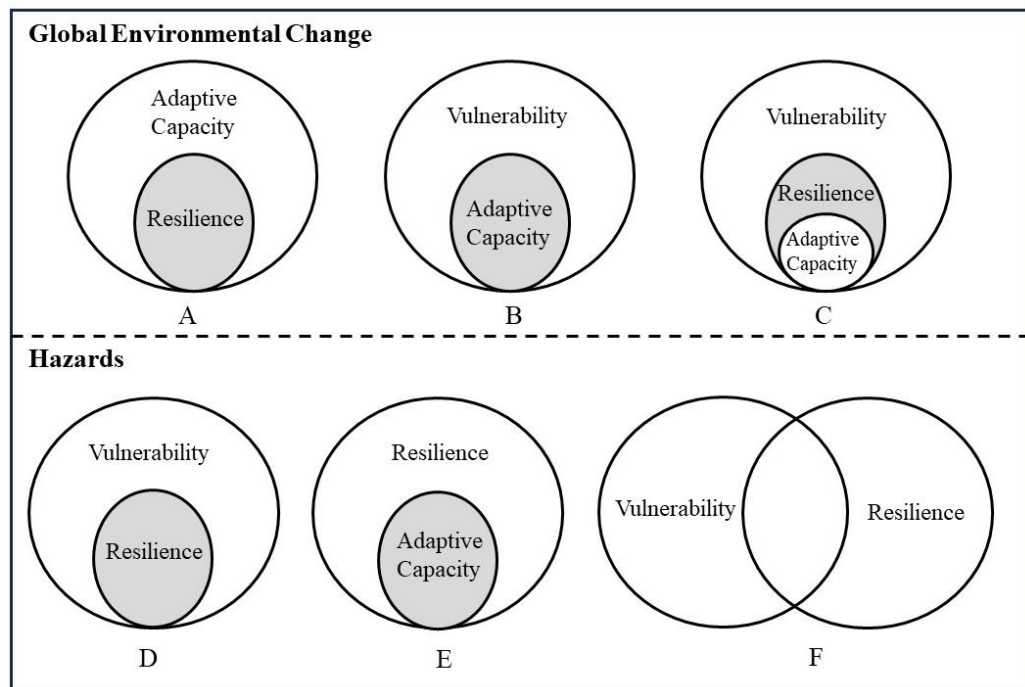 Global Environmental Change
Adaptive
Capacity
Resilience
A
Vulnerability
Adaptive
Capacity
B
Vulnerability
Resilience
Adaptive
Capacity
C
Hazards
Vulnerability
Resilience
D
Resilience
Adaptive
Capacity
E
Vulnerability
Resilience
F